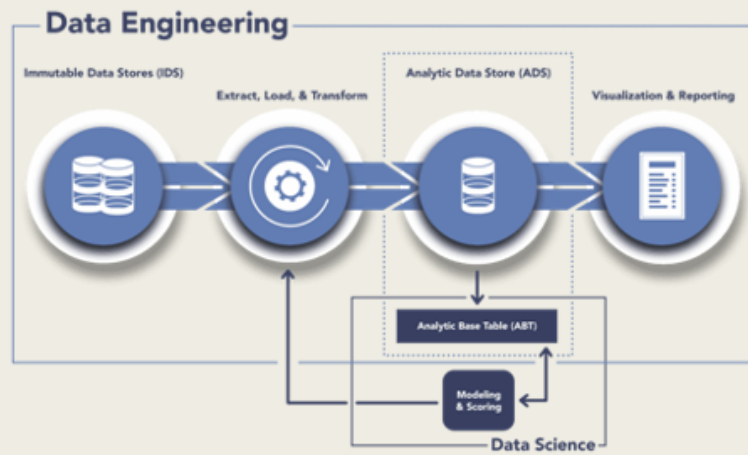 Data Engineering
Immutable Data Stores (IDS)
Analytic Data Store (ADS)
Extract, Load, & Transform
Visualization & Reporting
Analytic Base Table (ABT)
Modeling
& Scoring
Data Science